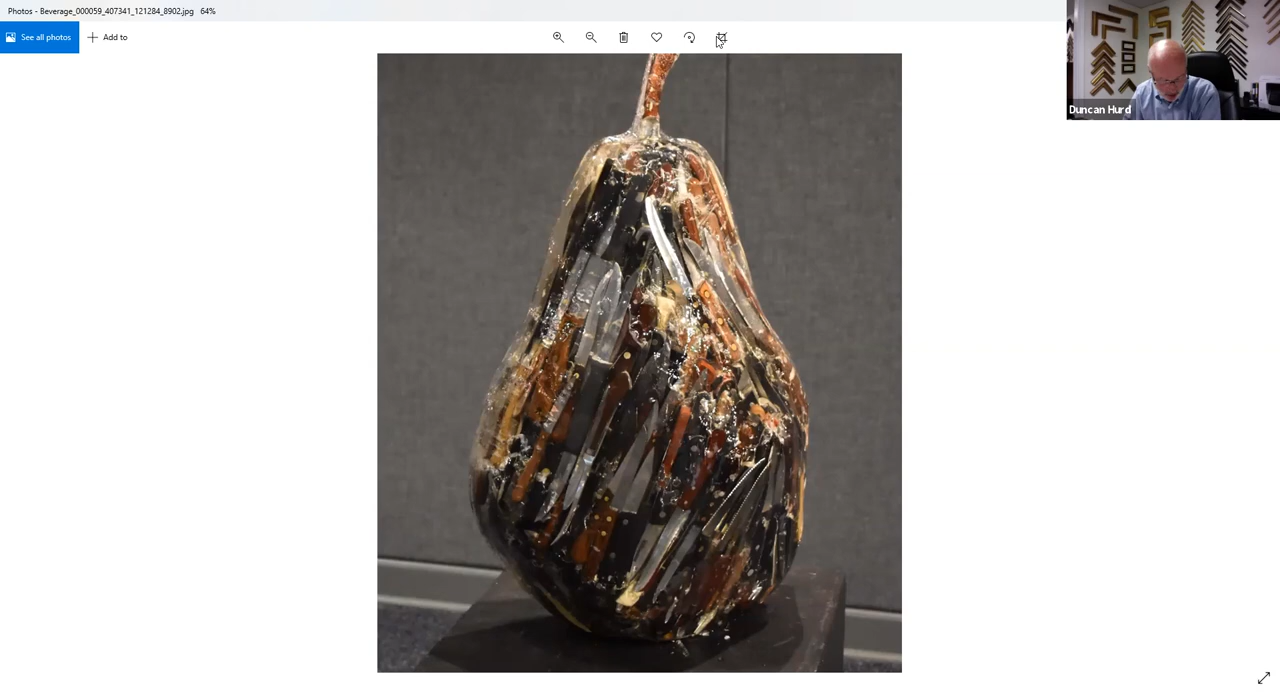 Photos - Beverage_000059_407341_121284_8902.jpg   64%
See all photos
Add to
Duncan Hurd